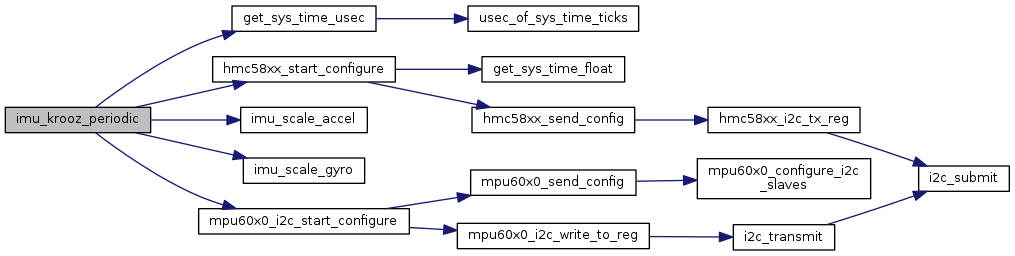 get_sys_time_usec
usec_of_sys_time_ticks
hmc58xx_start_configure
get_sys_time_float
imu_krooz_periodic
imu_scale_accel
hmc58xx_send_config
hmc58xx_i2c_tx_reg
imu_scale_gyro
mpu60x0_send_config
mpu60x0_configure_i2c
_slaves
i2c_submit
mpu60x0_i2c_start_configure
mpu60x0_i2c_write_to_reg
i2c_transmit